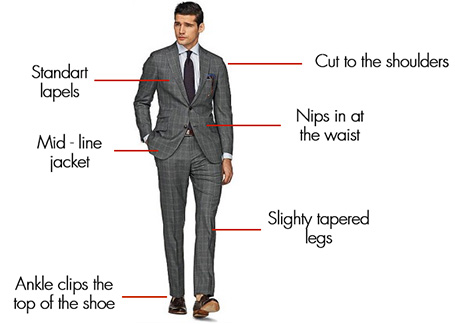 Cut to the shoulders
Standart
lapels
Nips in at
the waist
Mid - line
jacket
Slighty tapered
legs
Ankle clips the
top of the shoe